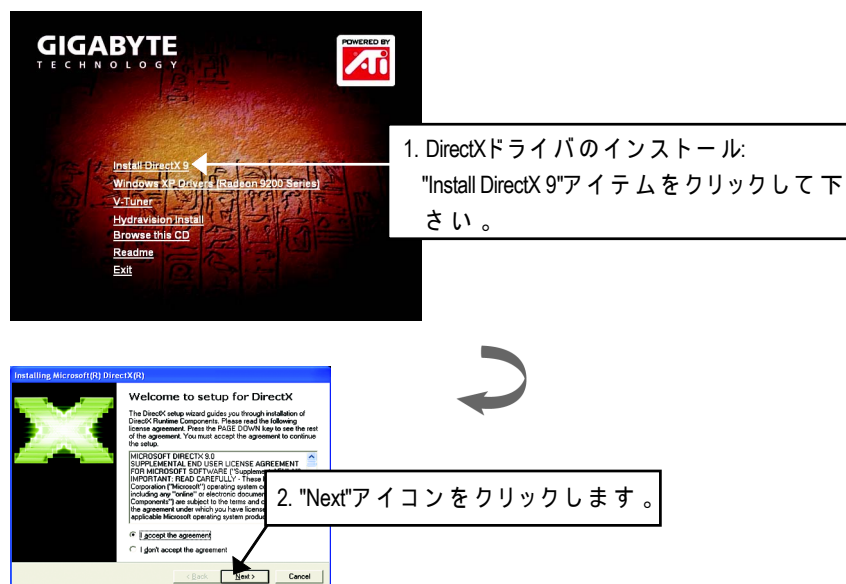 GIGABYTE
TECHNOLOGY
POWERED BY
ATi
Install DirectX 9
Windows XP Drivers (Radeon 9200 Series)
V-Tuner
Hydravision Install
Browse this CD
Readme
Exit
1. DirectXドライバのインストール:
"Install DirectX 9"アイテムをクリックして下
さい。
Installing Microsoft(R) DirectX(R)
Welcome to setup for DirectX
The DirectX setup wizard guides you through installation of
DirectX Runtime Components. Please read the following
license agreement. Press the PAGE DOWN key to see the rest
of the agreement. You must accept the agreement to continue
the setup.
MICROSOFT DIRECTX 9.0
SUPPLEMENTAL END USER LICENSE AGREEMENT
FOR MICROSOFT SOFTWARE ("Supplemen
IMPORTANT: READ CAREFULLY - These
Corporation ("Microsoft") operating system c
including any "online" or electronic documen
Components") are subject to the terms and c
the agreement under which you have license
applicable Microsoft operating system produc
I accept the agreement
I don't accept the agreement
< Back
Next >
Cancel
2. "Next"アイコンをクリックします。